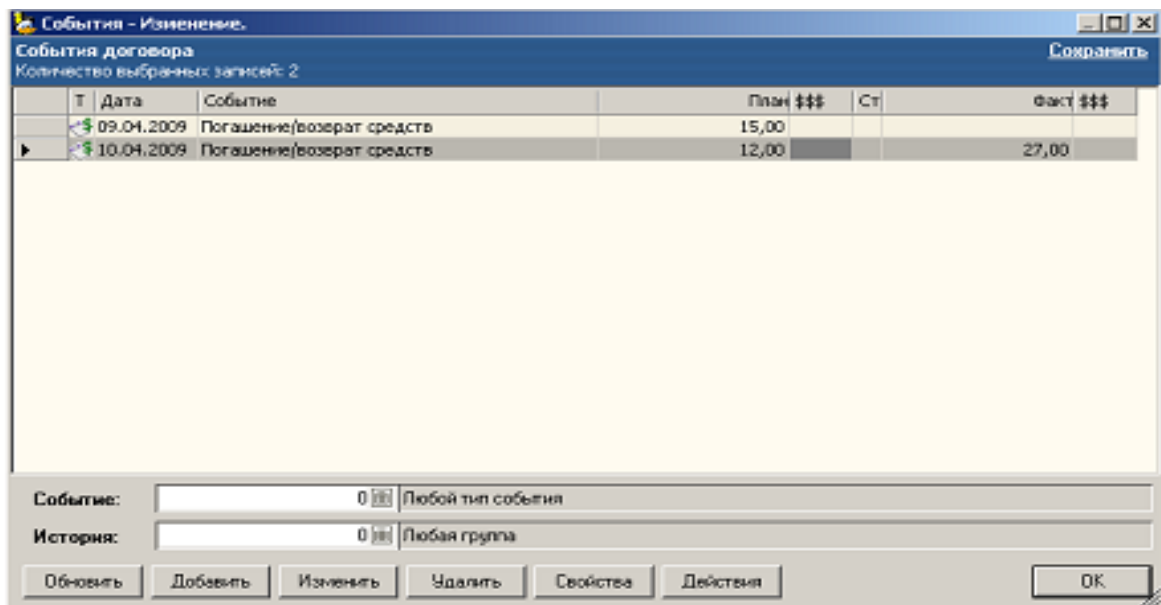 События - Изменение.
События договора Сохранить
Количество выбранных записей: 2
Т Дата Событие План $$$ Ст Факт $$$
09.04.2009 Погашение/возврат средств 15,00
10.04.2009 Погашение/возврат средств 12,00 27,00
Событие: 0 Любой тип события
История: 0 Любая группа
Обновить Добавить Изменить Удалить Свойства Действия OK